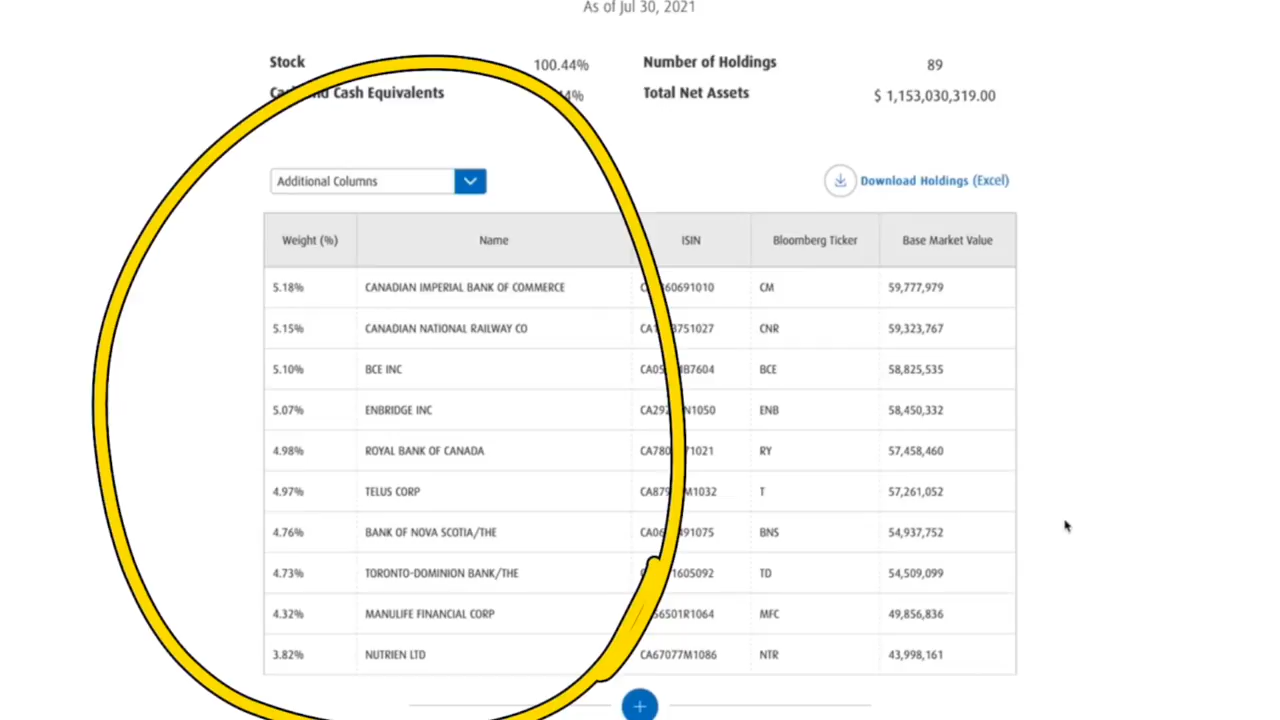 As of Jul 30, 2021
Stock 100.44% Number of Holdings 89
Cash and Cash Equivalents Total Net Assets $ 1,153,030,319.00
Additional Columns Download Holdings (Excel)
Weight (%) Name ISIN Bloomberg Ticker Base Market Value
5.18% CANADIAN IMPERIAL BANK OF COMMERCE CM 59,777,979
5.15% CANADIAN NATIONAL RAILWAY CO CNR 59,323,767
5.10% BCE INC BCE 58,825,535
5.07% ENBRIDGE INC ENB 58,450,332
4.98% ROYAL BANK OF CANADA RY 57,458,460
4.97% TELUS CORP T 57,261,052
4.76% BANK OF NOVA SCOTIA/THE BNS 54,937,752
4.73% TORONTO-DOMINION BANK/THE TD 54,509,099
4.32% MANULIFE FINANCIAL CORP MFC 49,856,836
3.82% NUTRIEN LTD CA67077M1086 NTR 43,998,161